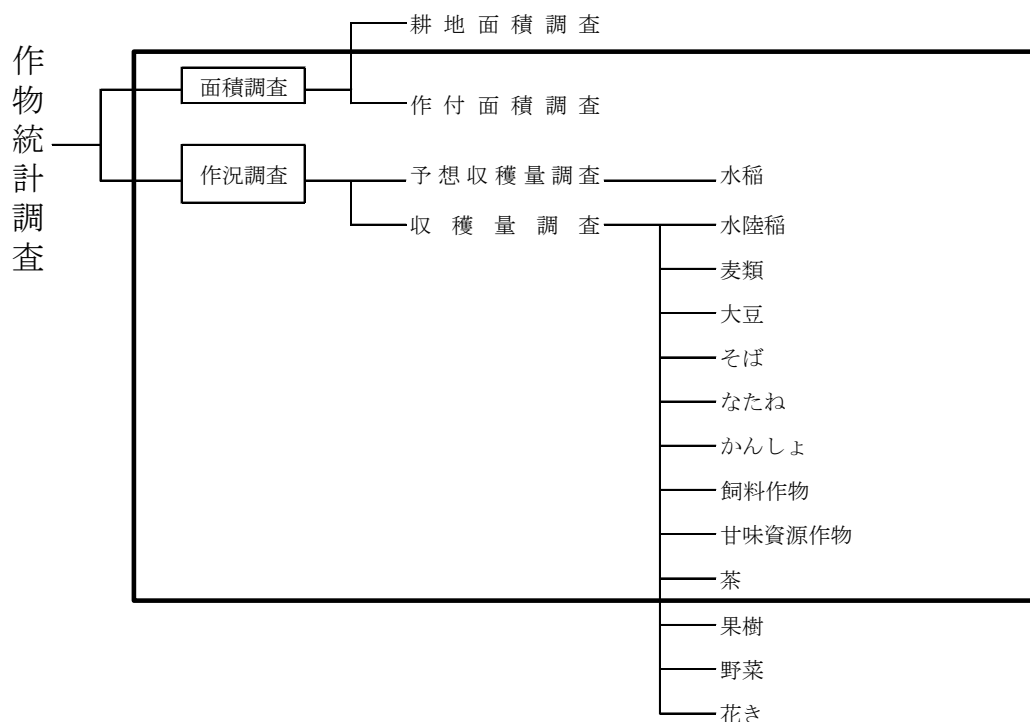 作物統計調査
耕地面積調査
面積調査
作付面積調査
作況調査
予想収穫量調査
水稲
収穫量調査
水陸稲
麦類
大豆
そば
なたね
かんしょ
飼料作物
甘味資源作物
茶
果樹
野菜
花き